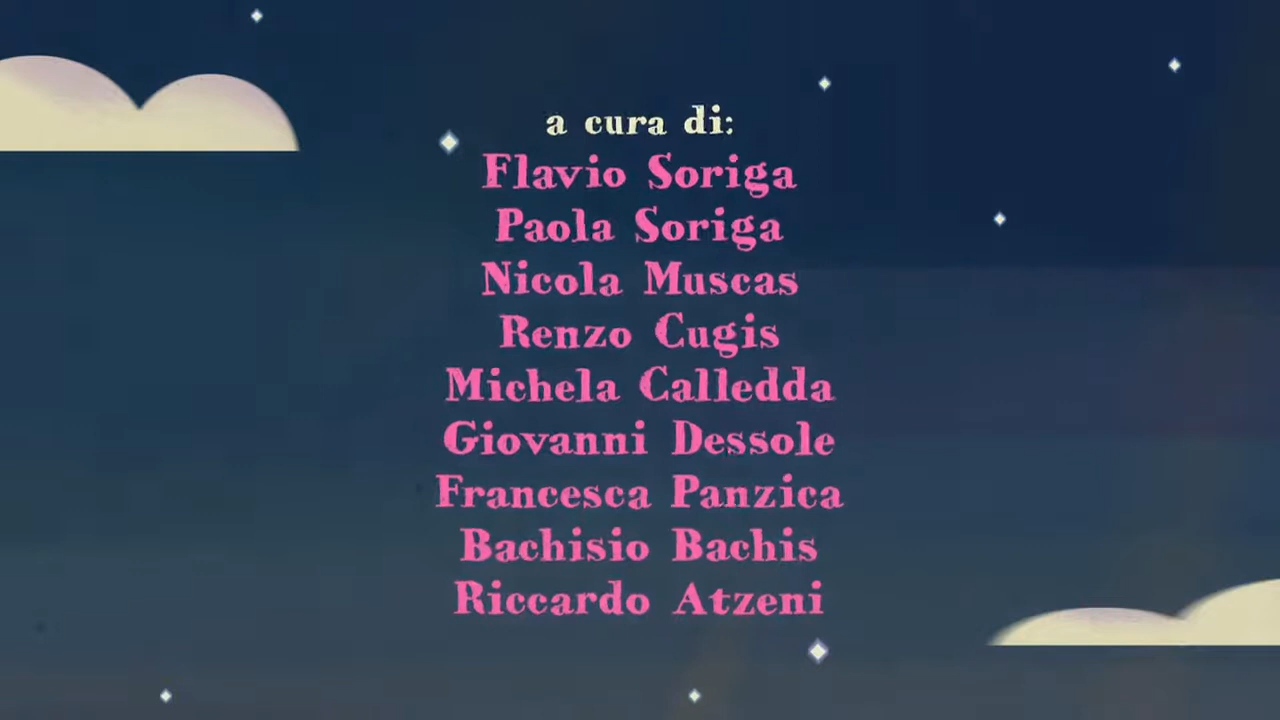 a cura di:
Flavio Soriga
Paola Soriga
Nicola Muscas
Renzo Cugis
Michela Calledda
Giovanni Dessole
Francesca Panzica
Bachisio Bachis
Riccardo Atzeni